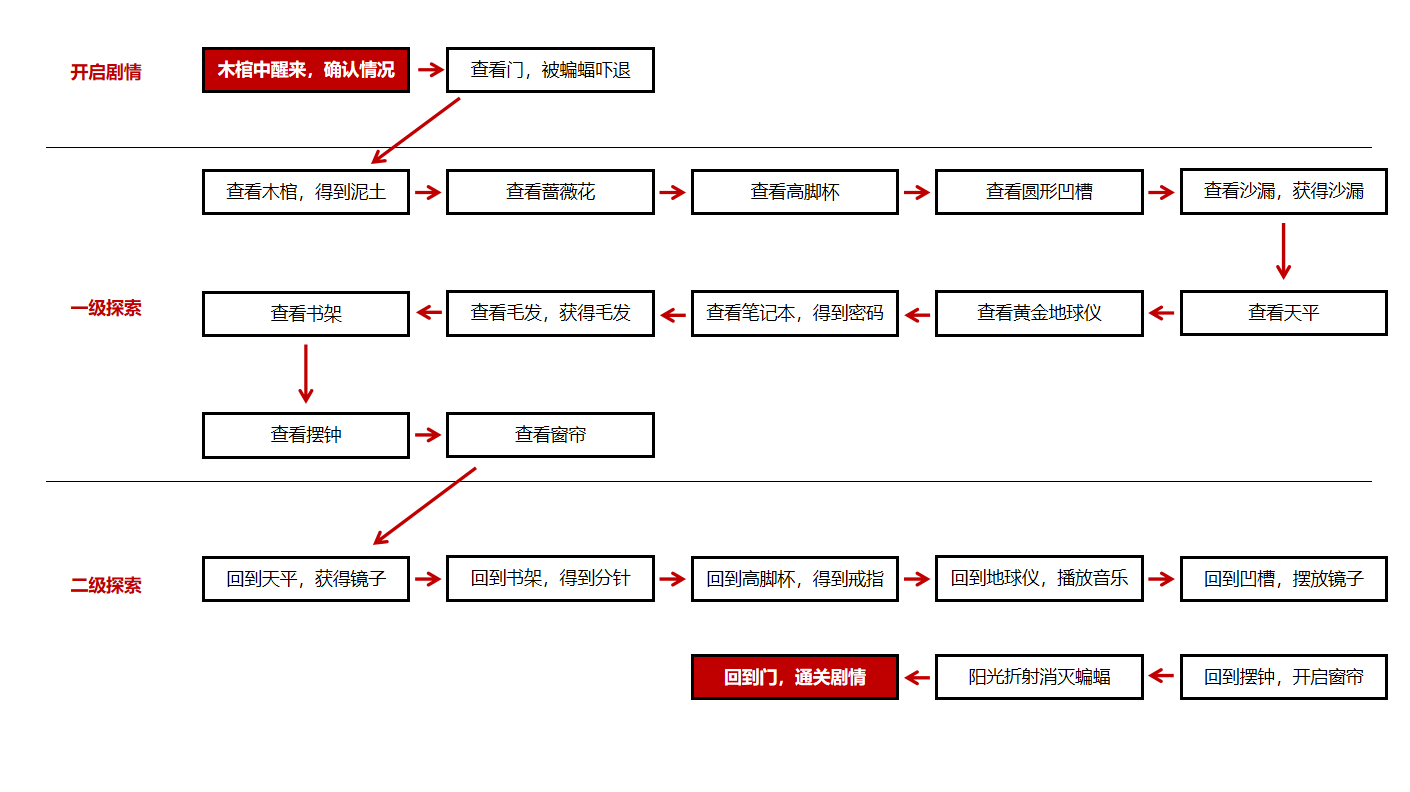 开启剧情
木棺中醒来，确认情况
查看门，被蝙蝠吓退
查看木棺，得到泥土
查看蔷薇花
查看高脚杯
查看圆形凹槽
查看沙漏，获得沙漏
一级探索
查看书架
查看毛发，获得毛发
查看笔记本，得到密码
查看黄金地球仪
查看天平
查看摆钟
查看窗帘
二级探索
回到天平，获得镜子
回到书架，得到分针
回到高脚杯，得到戒指
回到地球仪，播放音乐
回到凹槽，摆放镜子
回到门，通关剧情
阳光折射消灭蝙蝠
回到摆钟，开启窗帘